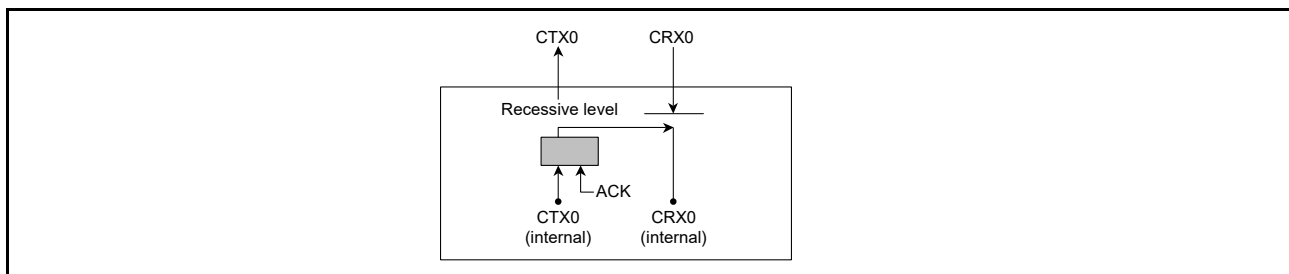 CTX0 CRX0
Recessive level
ACK
CTX0 CRX0
(internal) (internal)